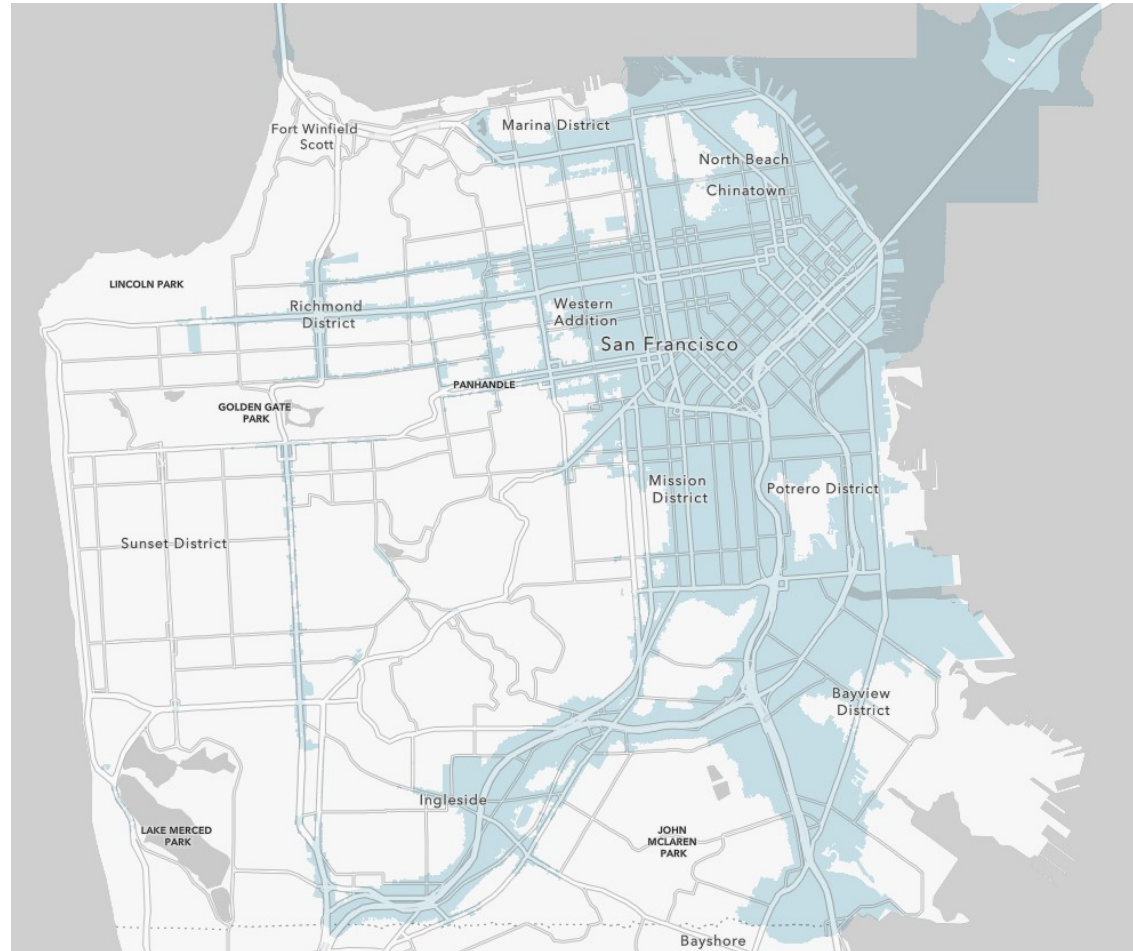 Marina District
Fort Winfield
Scott
North Beach
Chinatown
LINCOLN PARK
Richmond
District
Western
Addition
San Francisco
PANHANDLE
GOLDEN GATE
PARK
Mission
District
Potrero District
Sunset District
Bayview
District
Ingleside
LAKE MERCED
PARK
JOHN
MCLAREN
PARK
Bayshore